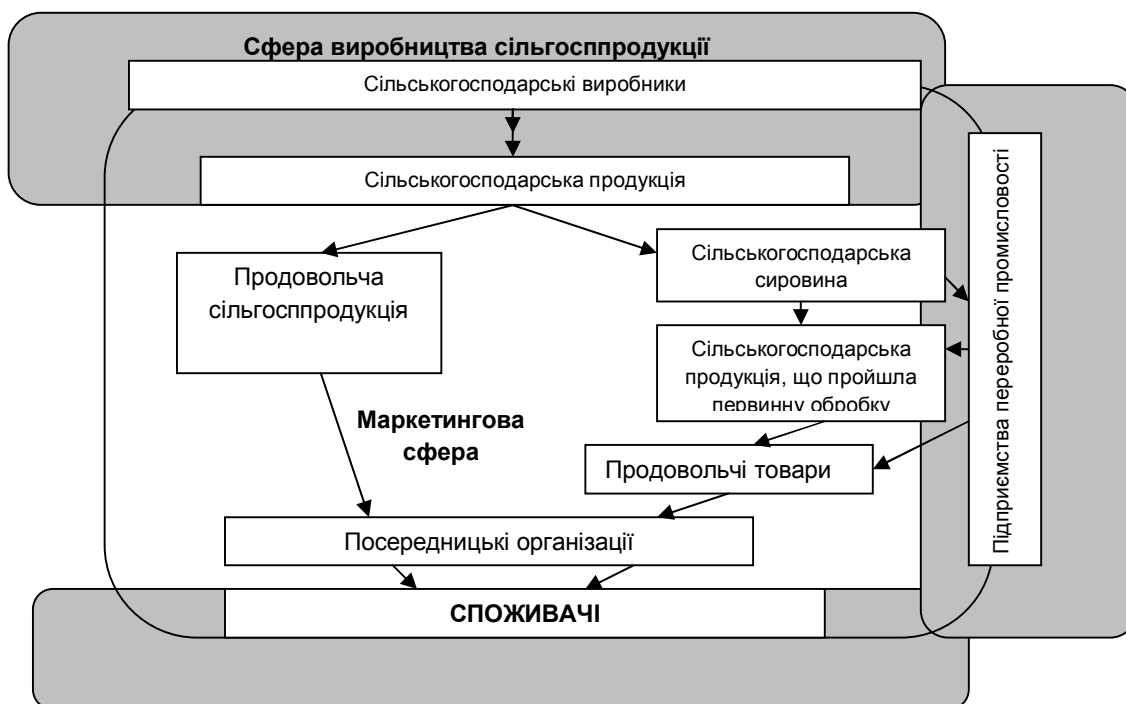 Сфера виробництва сільгосппродукції
Сільськогосподарські виробники
Сільськогосподарська продукція
Продовольча
сільгосппродукція
Сільськогосподарська
сировина
Сільськогосподарська
продукція, що пройшла
первинну обробку
Маркетингова
сфера
Продовольчі товари
Посередницькі організації
СПОЖИВАЧІ
Підприємства переробної промисловості